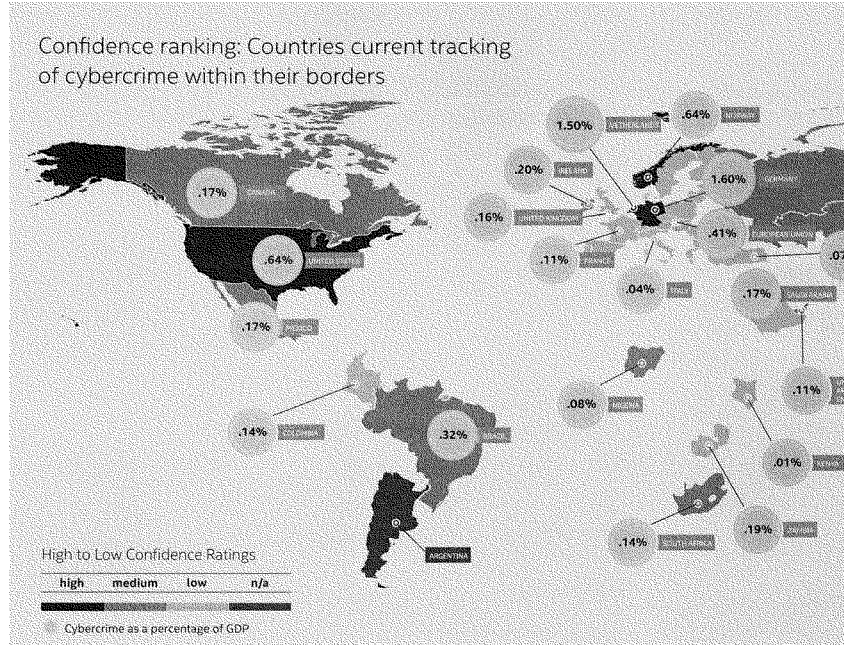 Confidence ranking: Countries current tracking
of cybercrime within their borders
1.50%
NETHERLANDS
.64%
NORWAY
.20%
IRELAND
.17%
CANADA
1.60%
GERMANY
.16%
UNITED KINGDOM
.41%
EUROPEAN UNION
.64%
UNITED STATES
.11%
FRANCE
.07
.04%
ITALY
.17%
SAUDI ARABIA
.17%
MEXICO
.11%
.08%
NIGERIA
.14%
COLOMBIA
.32%
BRAZIL
.01%
KENYA
.19%
ZAMBIA
.14%
SOUTH AFRICA
ARGENTINA
High to Low Confidence Ratings
high medium low n/a
Cybercrime as a percentage of GDP